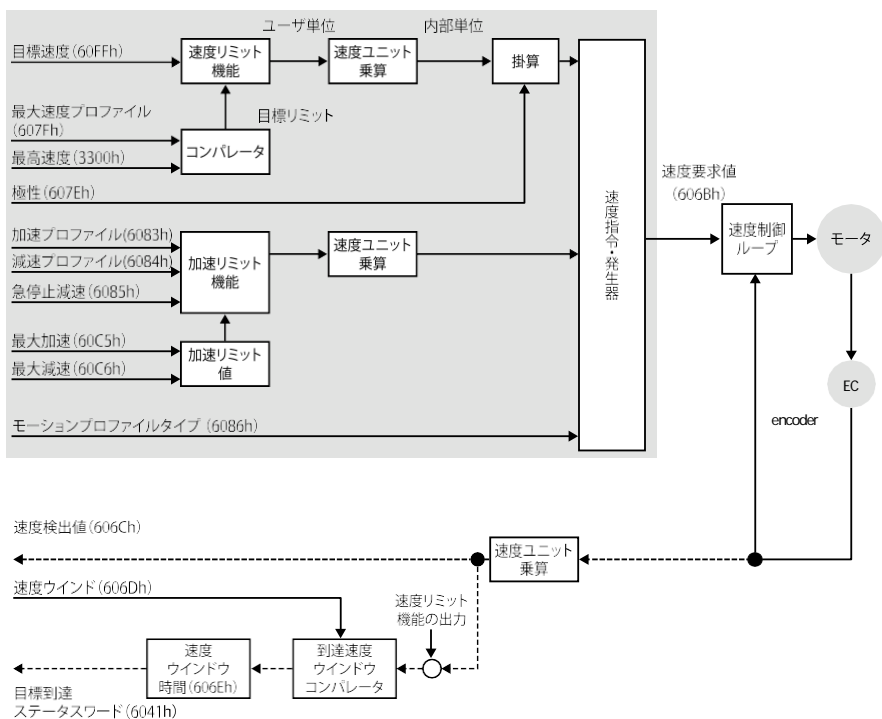 ユーザ単位
内部単位
目標速度(60FFh)
速度リミット
機能
速度ユニット
乗算
掛算
最大速度プロファイル
(607Fh)
目標リミット
コンパレータ
最高速度(3300h)
極性(607Eh)
加速プロファイル(6083h)
減速プロファイル(6084h)
急停止減速(6085h)
加速リミット
機能
速度ユニット
乗算
最大加速(60C5h)
最大減速(60C6h)
加速リミット
値
モーションプロファイルタイプ (6086h)
速度指令・発生器
速度要求値
(606Bh)
速度制御
ループ
モータ
EC
encoder
速度検出値(606Ch)
速度ユニット
乗算
速度ウインド(606Dh)
速度リミット
機能の出力
速度
ウインドウ
時間(606Eh)
到達速度
ウインドウ
コンパレータ
目標到達
ステータスワード(6041h)